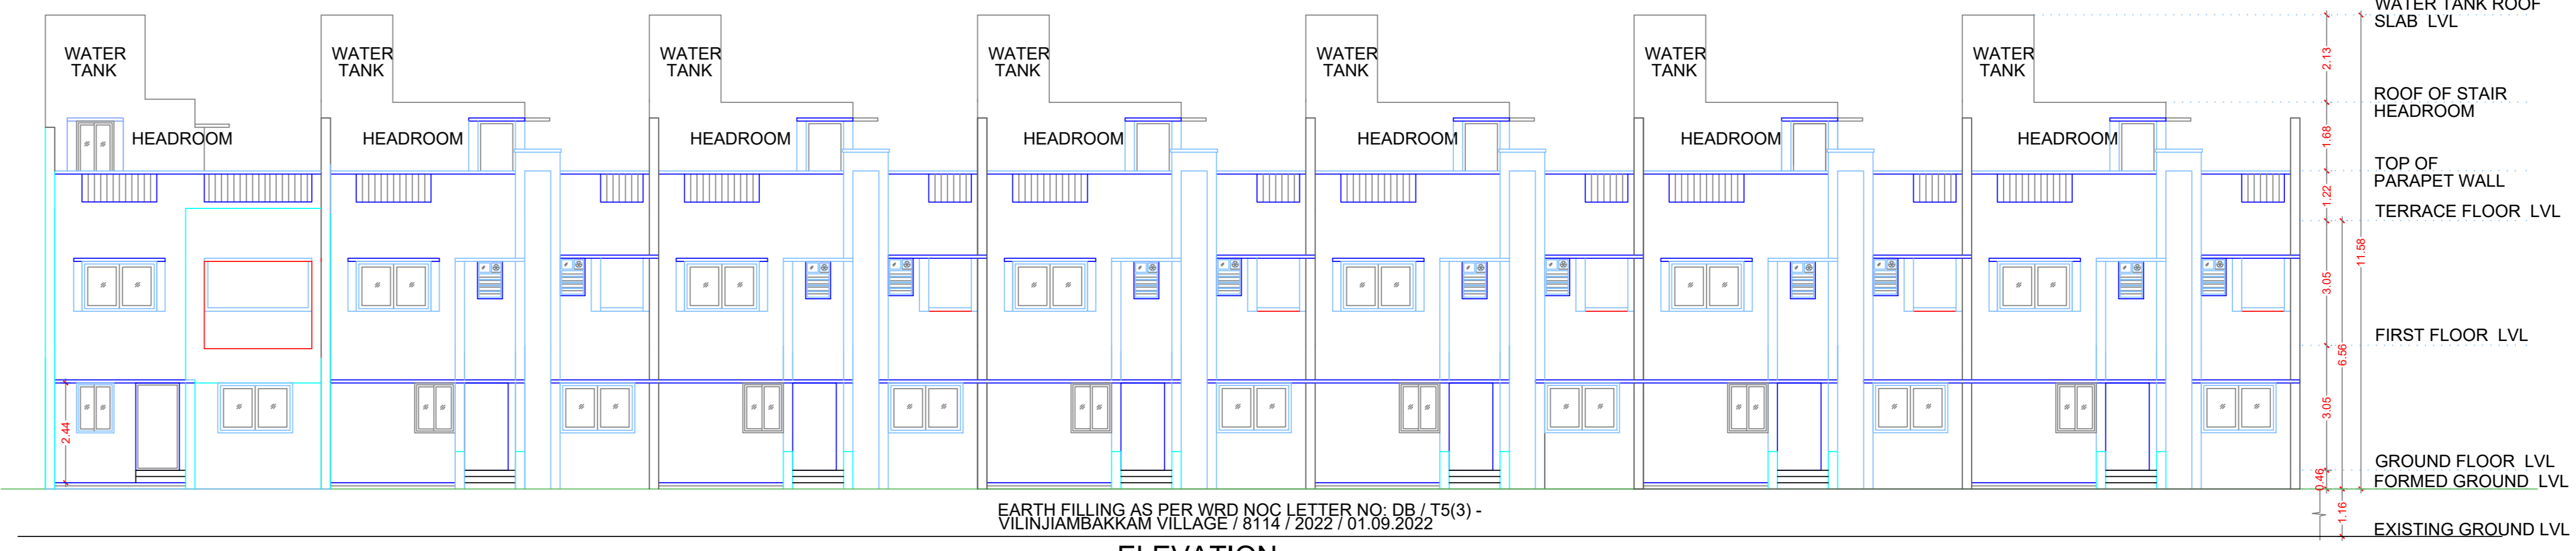 WATER TANK ROOF
SLAB LVL
WATER
TANK
WATER
TANK
WATER
TANK
WATER
TANK
WATER
TANK
WATER
TANK
WATER
TANK
2.13
ROOF OF STAIR
HEADROOM
HEADROOM
HEADROOM
HEADROOM
HEADROOM
HEADROOM
HEADROOM
HEADROOM
1.68
TOP OF
PARAPET WALL
1.22
TERRACE FLOOR LVL
11.58
3.05
FIRST FLOOR LVL
6.56
3.05
2.44
GROUND FLOOR LVL
0.46
FORMED GROUND LVL
EARTH FILLING AS PER WRD NOC LETTER NO: DB / T5(3) -
VILINJIAMBAKKAM VILLAGE / 8114 / 2022 / 01.09.2022
1.16
EXISTING GROUND LVL
ELEVATION